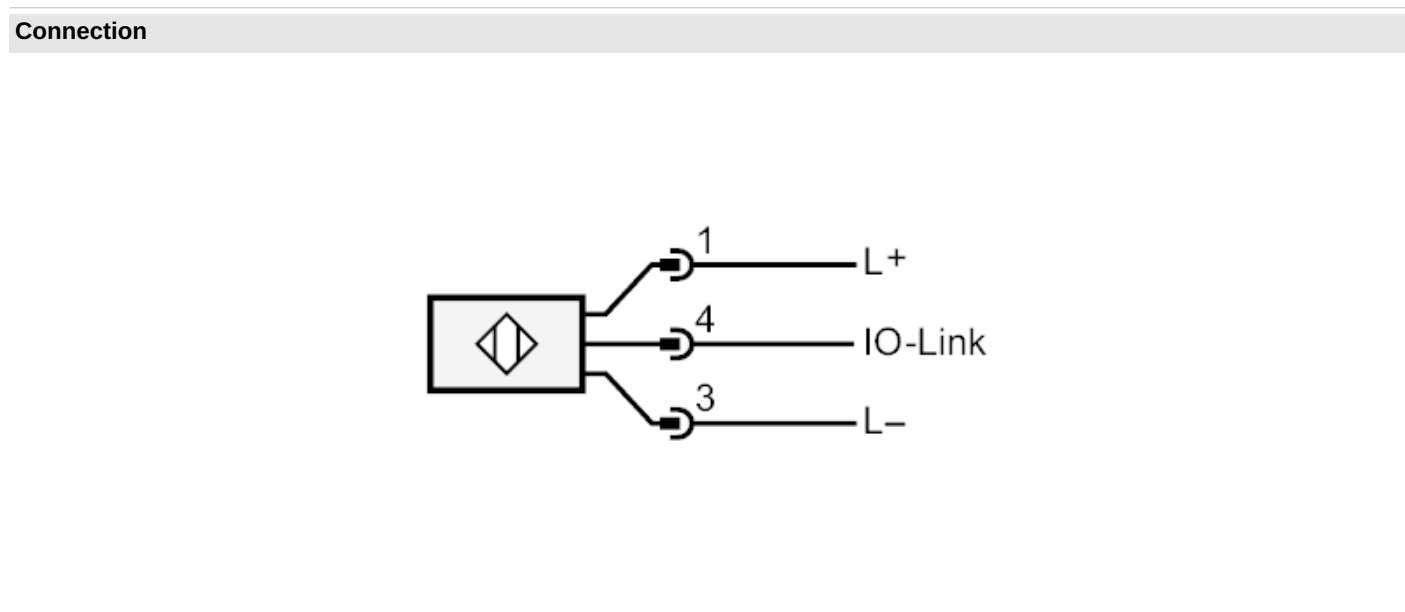 Connection
1
L+
4
IO-Link
3
L–